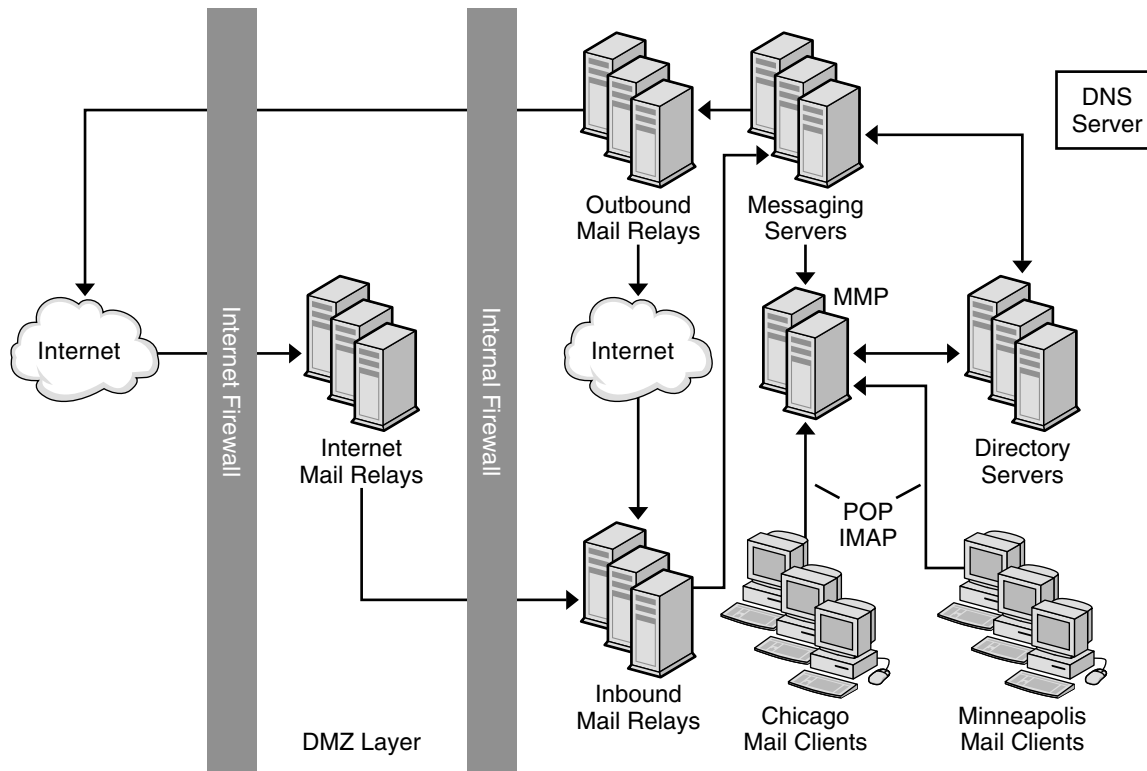 DNS
Server
Outbound
Mail Relays
Messaging
Servers
MMP
Internet
Internet Firewall
Internal Firewall
Internet
Internet
Mail Relays
Directory
Servers
POP
IMAP
Inbound
Mail Relays
Chicago
Mail Clients
Minneapolis
Mail Clients
DMZ Layer